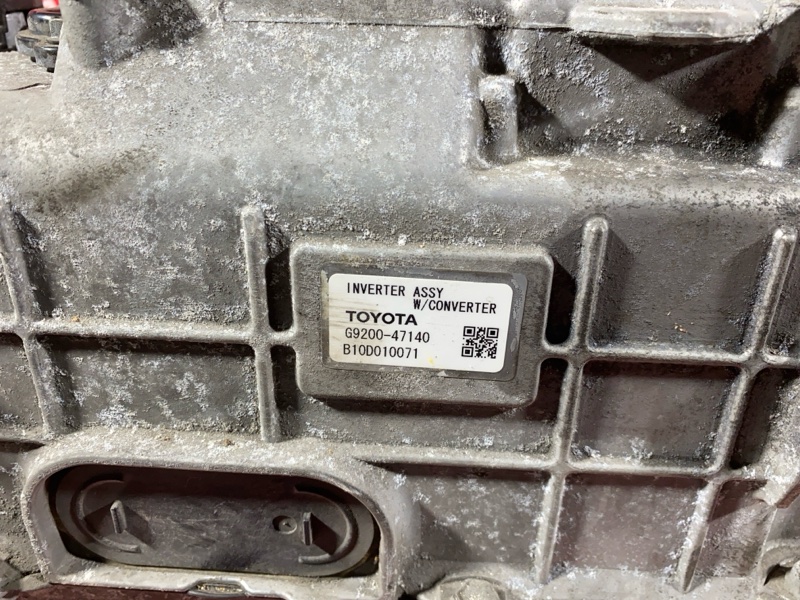 INVERTER ASSY
W/CONVERTER
TOYOTA
G9200-47140
B10D010071